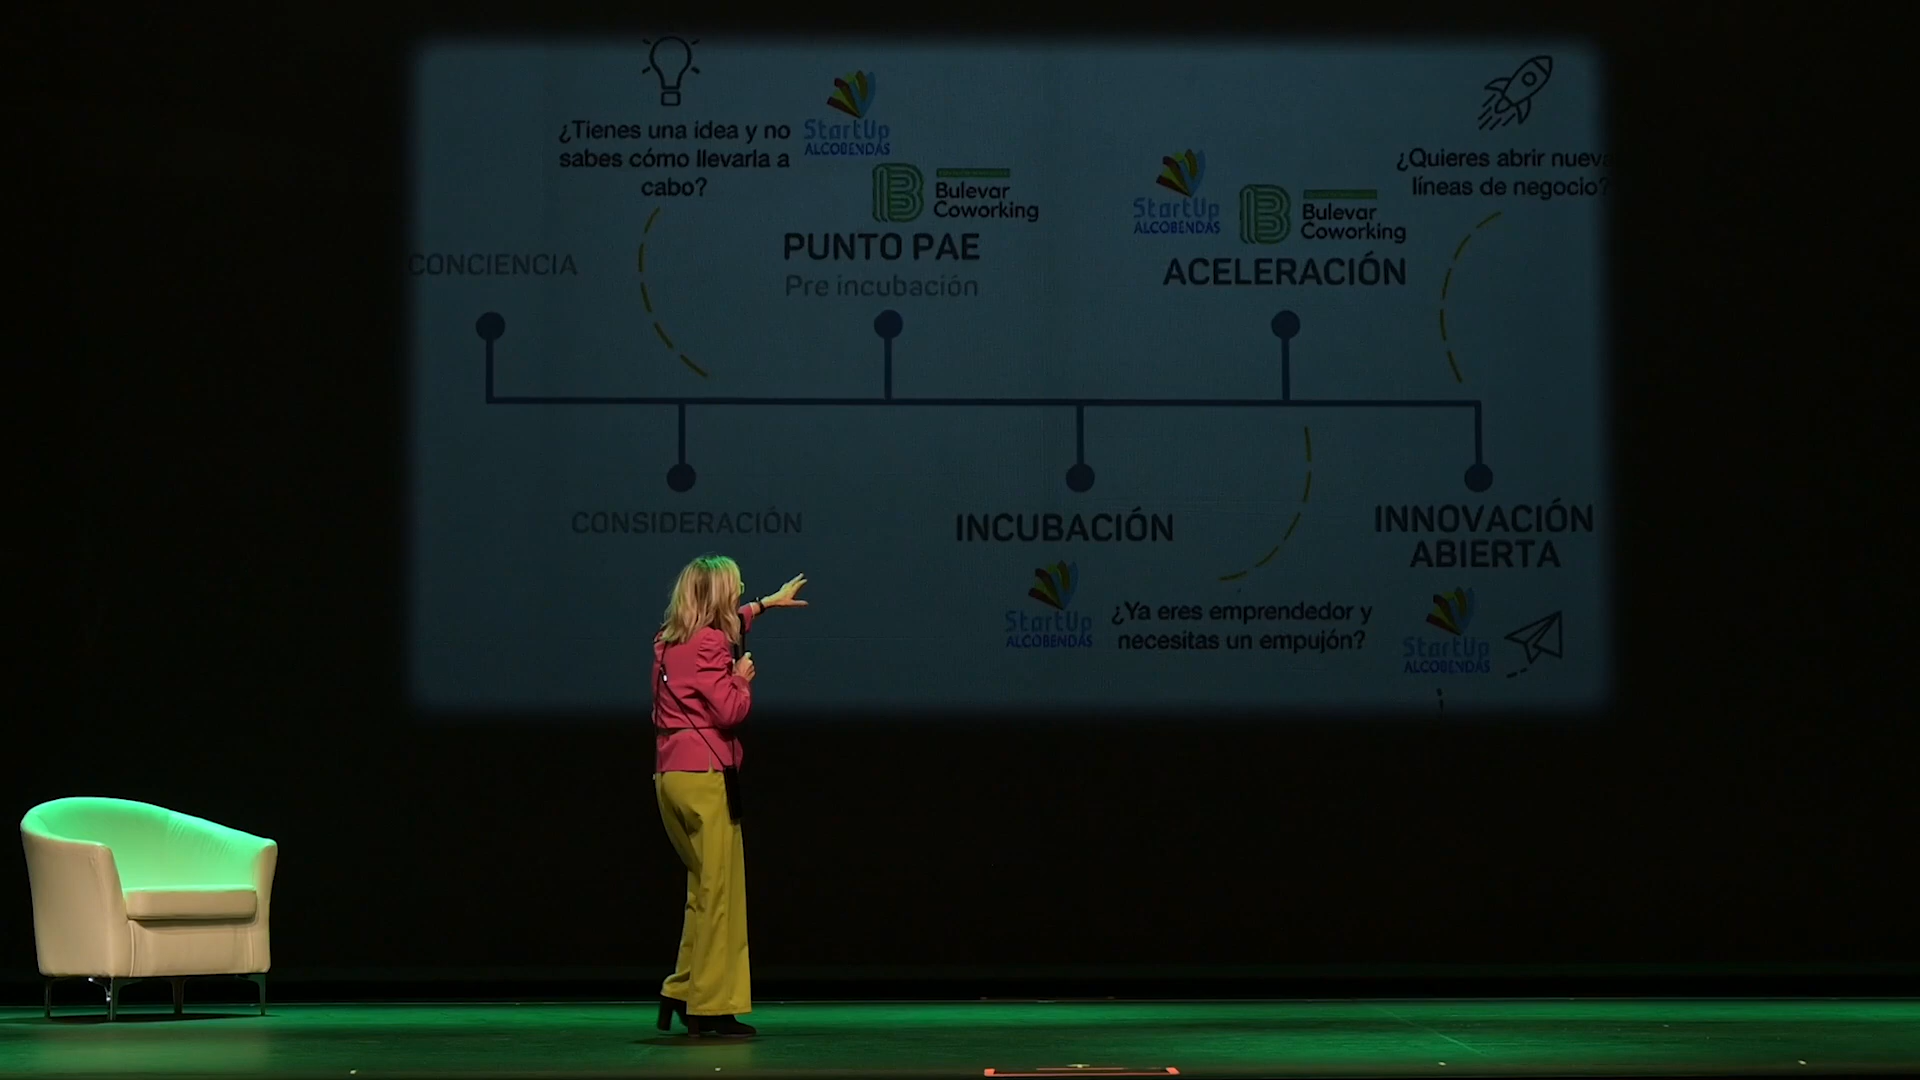 ¿Tienes una idea y no
sabes cómo llevarla a
cabo?
StartUp
ALCOBENDAS
Bulevar
Coworking
StartUp
ALCOBENDAS
Bulevar
Coworking
¿Quieres abrir nuevas
líneas de negocio?
CONCIENCIA
PUNTO PAE
Pre incubación
ACELERACIÓN
CONSIDERACIÓN
INCUBACIÓN
StartUp
ALCOBENDAS
¿Ya eres emprendedor y
necesitas un empujón?
INNOVACIÓN
ABIERTA
StartUp
ALCOBENDAS